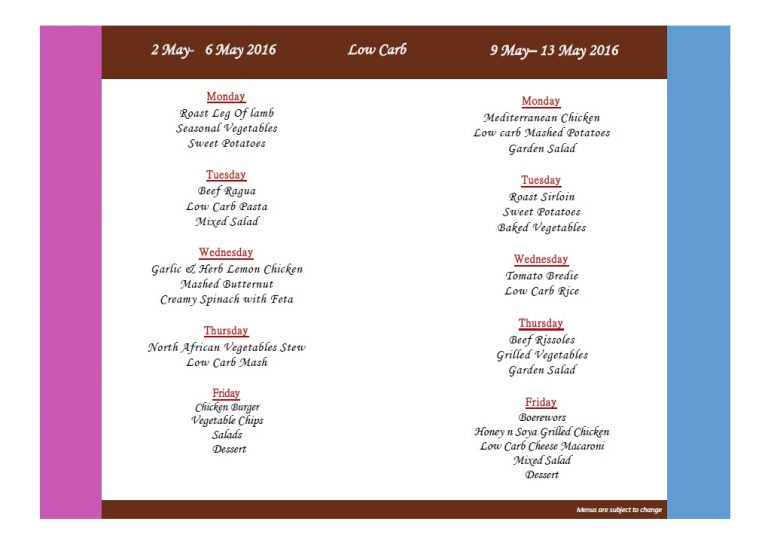 2 May- 6 May 2016
Low Carb
9 May– 13 May 2016
Monday
Roast Leg Of lamb
Seasonal Vegetables
Sweet Potatoes
Tuesday
Beef Ragua
Low Carb Pasta
Mixed Salad
Wednesday
Garlic & Herb Lemon Chicken
Mashed Butternut
Creamy Spinach with Feta
Thursday
North African Vegetables Stew
Low Carb Mash
Friday
Chicken Burger
Vegetable Chips
Salads
Dessert
Monday
Mediterranean Chicken
Low carb Mashed Potatoes
Garden Salad
Tuesday
Roast Sirloin
Sweet Potatoes
Baked Vegetables
Wednesday
Tomato Bredie
Low Carb Rice
Thursday
Beef Rissoles
Grilled Vegetables
Garden Salad
Friday
Boerewors
Honey n Soya Grilled Chicken
Low Carb Cheese Macaroni
Mixed Salad
Dessert
Menus are subject to change